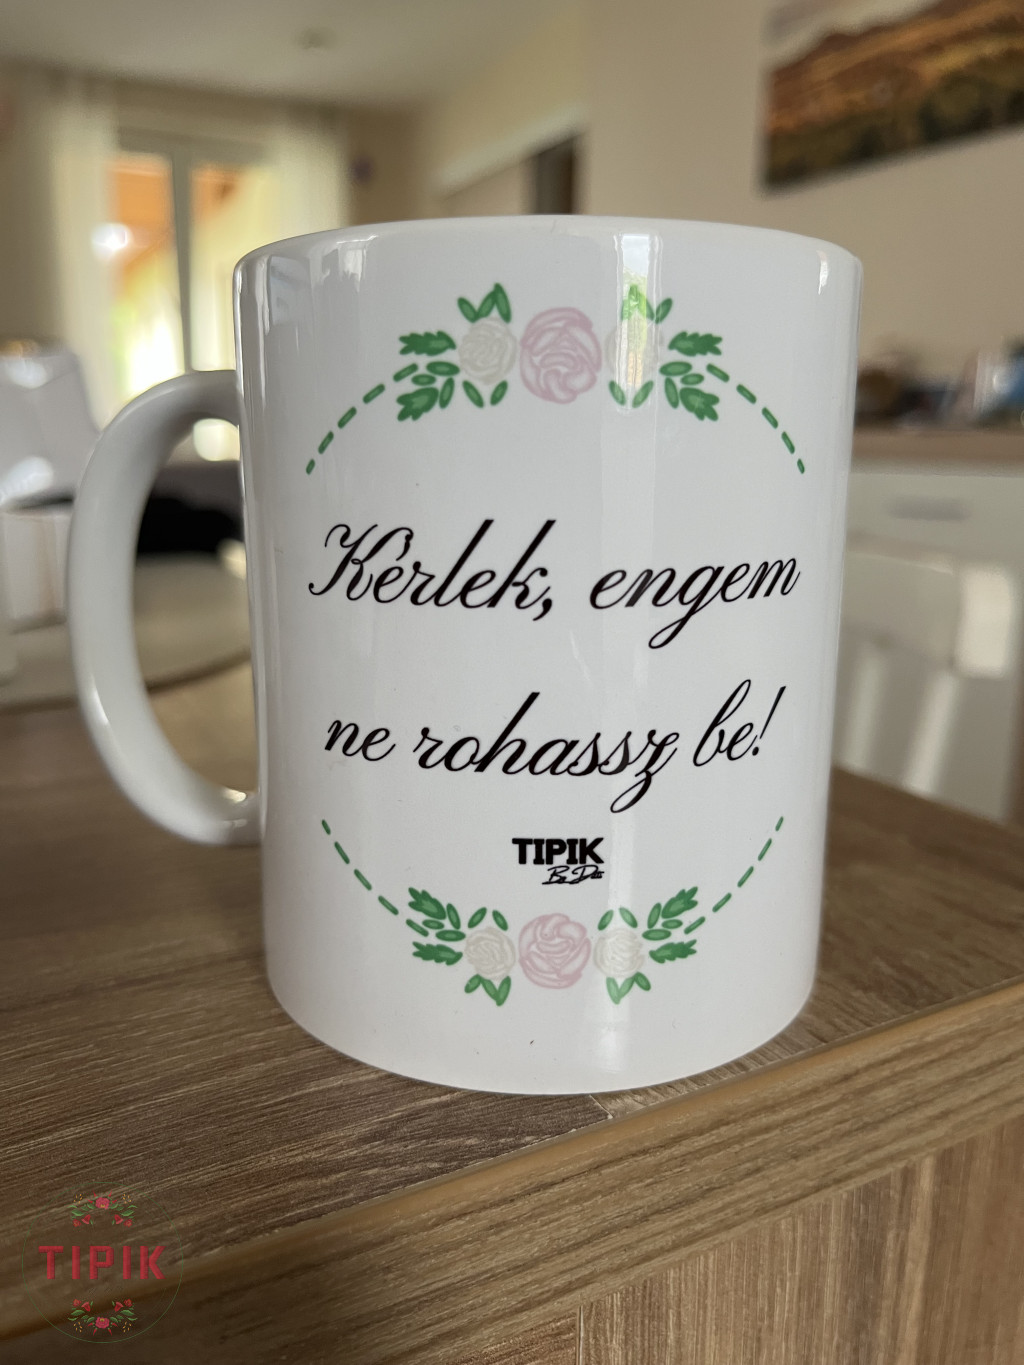 Kérlek, engem
ne rohassz be!
TIPIK
TIPIK